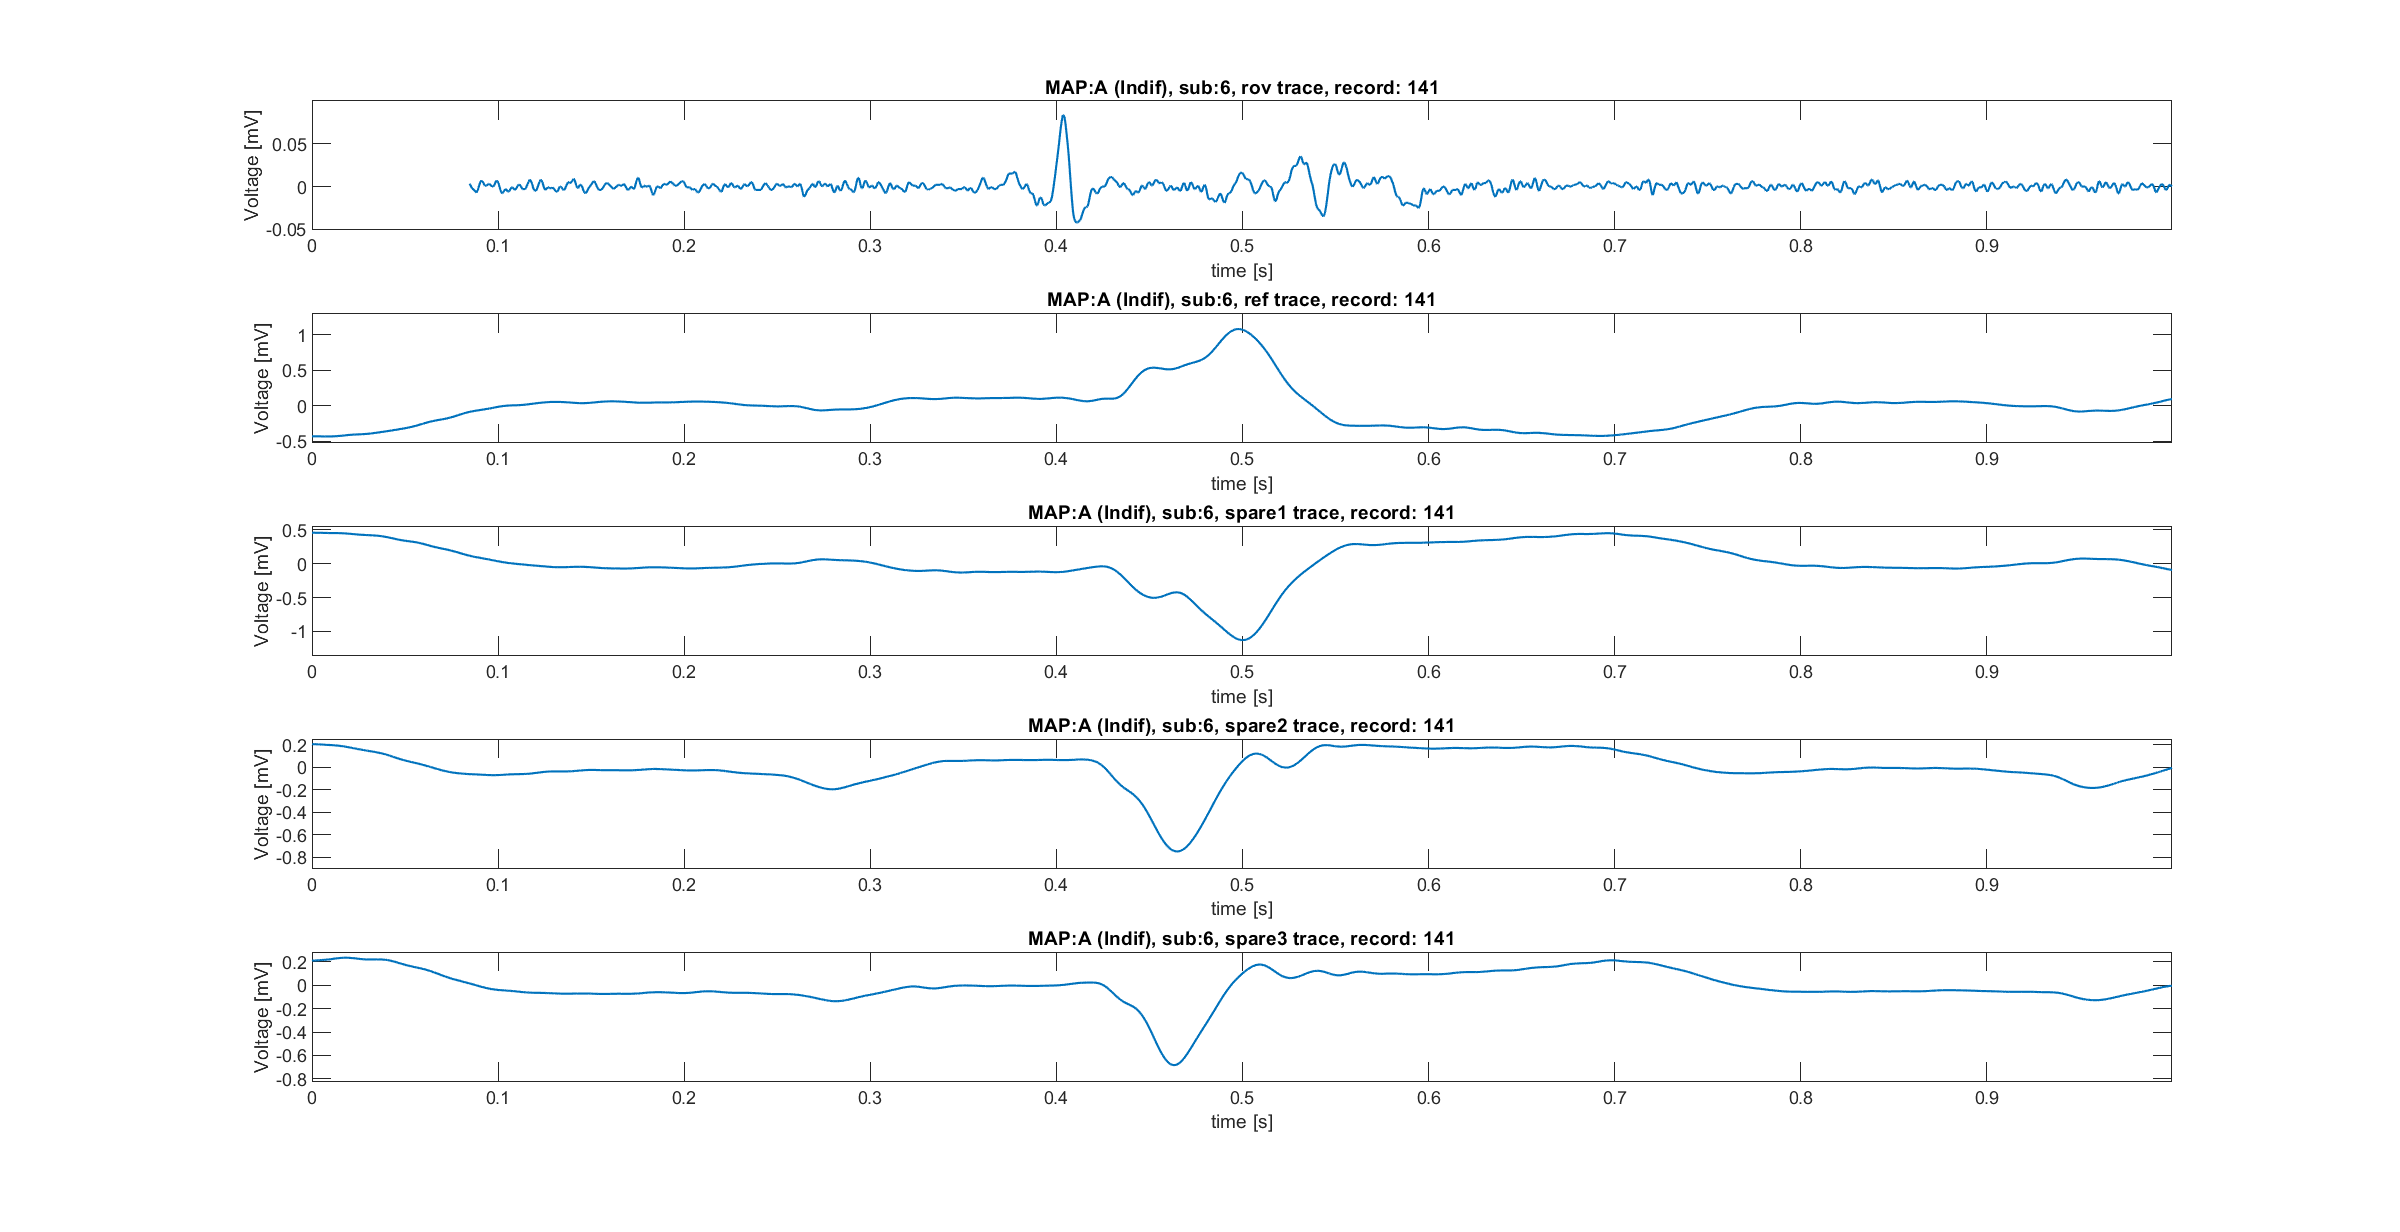 MAP:A (Indif), sub:6, rov trace, record: 141
Voltage [mV]
0.05
0
-0.05
0 0.1 0.2 0.3 0.4 0.5 0.6 0.7 0.8 0.9
time [s]
MAP:A (Indif), sub:6, ref trace, record: 141
Voltage [mV]
1
0.5
0
-0.5
0 0.1 0.2 0.3 0.4 0.5 0.6 0.7 0.8 0.9
time [s]
MAP:A (Indif), sub:6, spare1 trace, record: 141
Voltage [mV]
0.5
0
-0.5
-1
0 0.1 0.2 0.3 0.4 0.5 0.6 0.7 0.8 0.9
time [s]
MAP:A (Indif), sub:6, spare2 trace, record: 141
Voltage [mV]
0.2
0
-0.2
-0.4
-0.6
-0.8
0 0.1 0.2 0.3 0.4 0.5 0.6 0.7 0.8 0.9
time [s]
MAP:A (Indif), sub:6, spare3 trace, record: 141
Voltage [mV]
0.2
0
-0.2
-0.4
-0.6
-0.8
0 0.1 0.2 0.3 0.4 0.5 0.6 0.7 0.8 0.9
time [s]